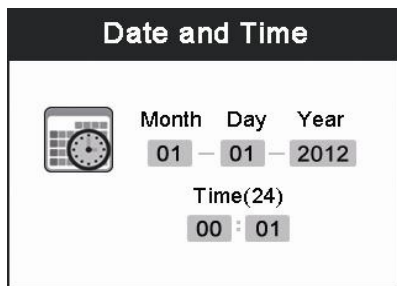 Date and Time
Month Day Year
01 – 01 – 2012
Time(24)
00 : 01